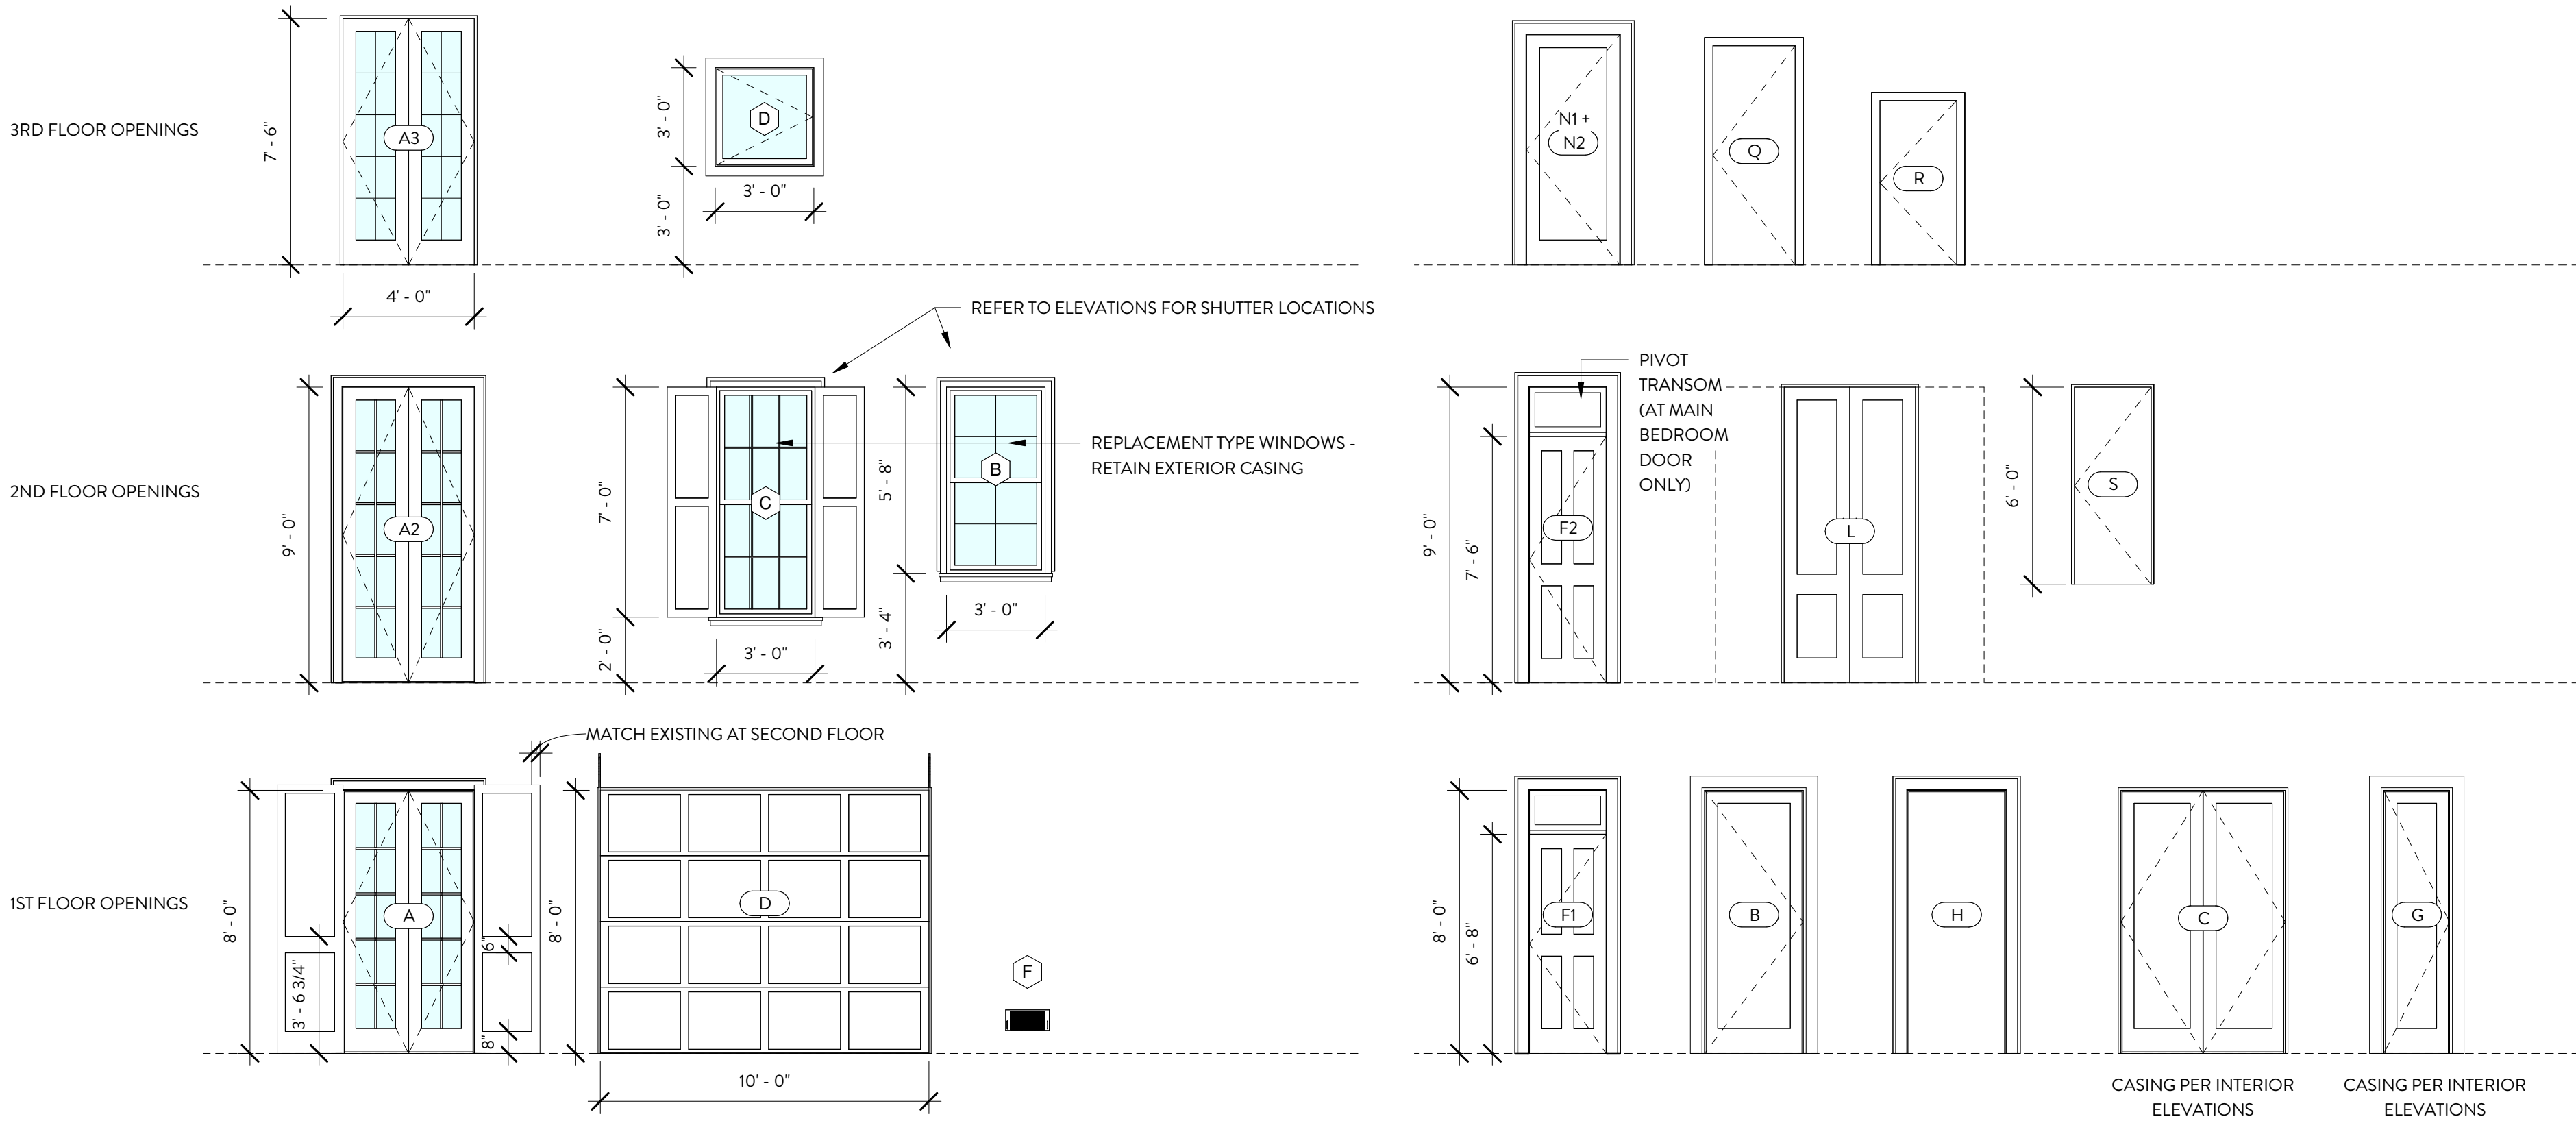 3RD FLOOR OPENINGS
7' - 6"
A3
4' - 0"
3' - 0"
3' - 0"
D
3' - 0"
N1 +
N2
Q
R
REFER TO ELEVATIONS FOR SHUTTER LOCATIONS
2ND FLOOR OPENINGS
9' - 0"
A2
7' - 0"
2' - 0"
C
3' - 0"
5' - 8"
3' - 4"
B
3' - 0"
REPLACEMENT TYPE WINDOWS -
RETAIN EXTERIOR CASING
9' - 0"
7' - 6"
F2
PIVOT
TRANSOM
(AT MAIN
BEDROOM
DOOR
ONLY)
L
6' - 0"
S
MATCH EXISTING AT SECOND FLOOR
1ST FLOOR OPENINGS
8' - 0"
3' - 6 3/4"
A
6"
8"
8' - 0"
D
10' - 0"
F
8' - 0"
6' - 8"
F1
B
H
C
G
CASING PER INTERIOR
ELEVATIONS
CASING PER INTERIOR
ELEVATIONS